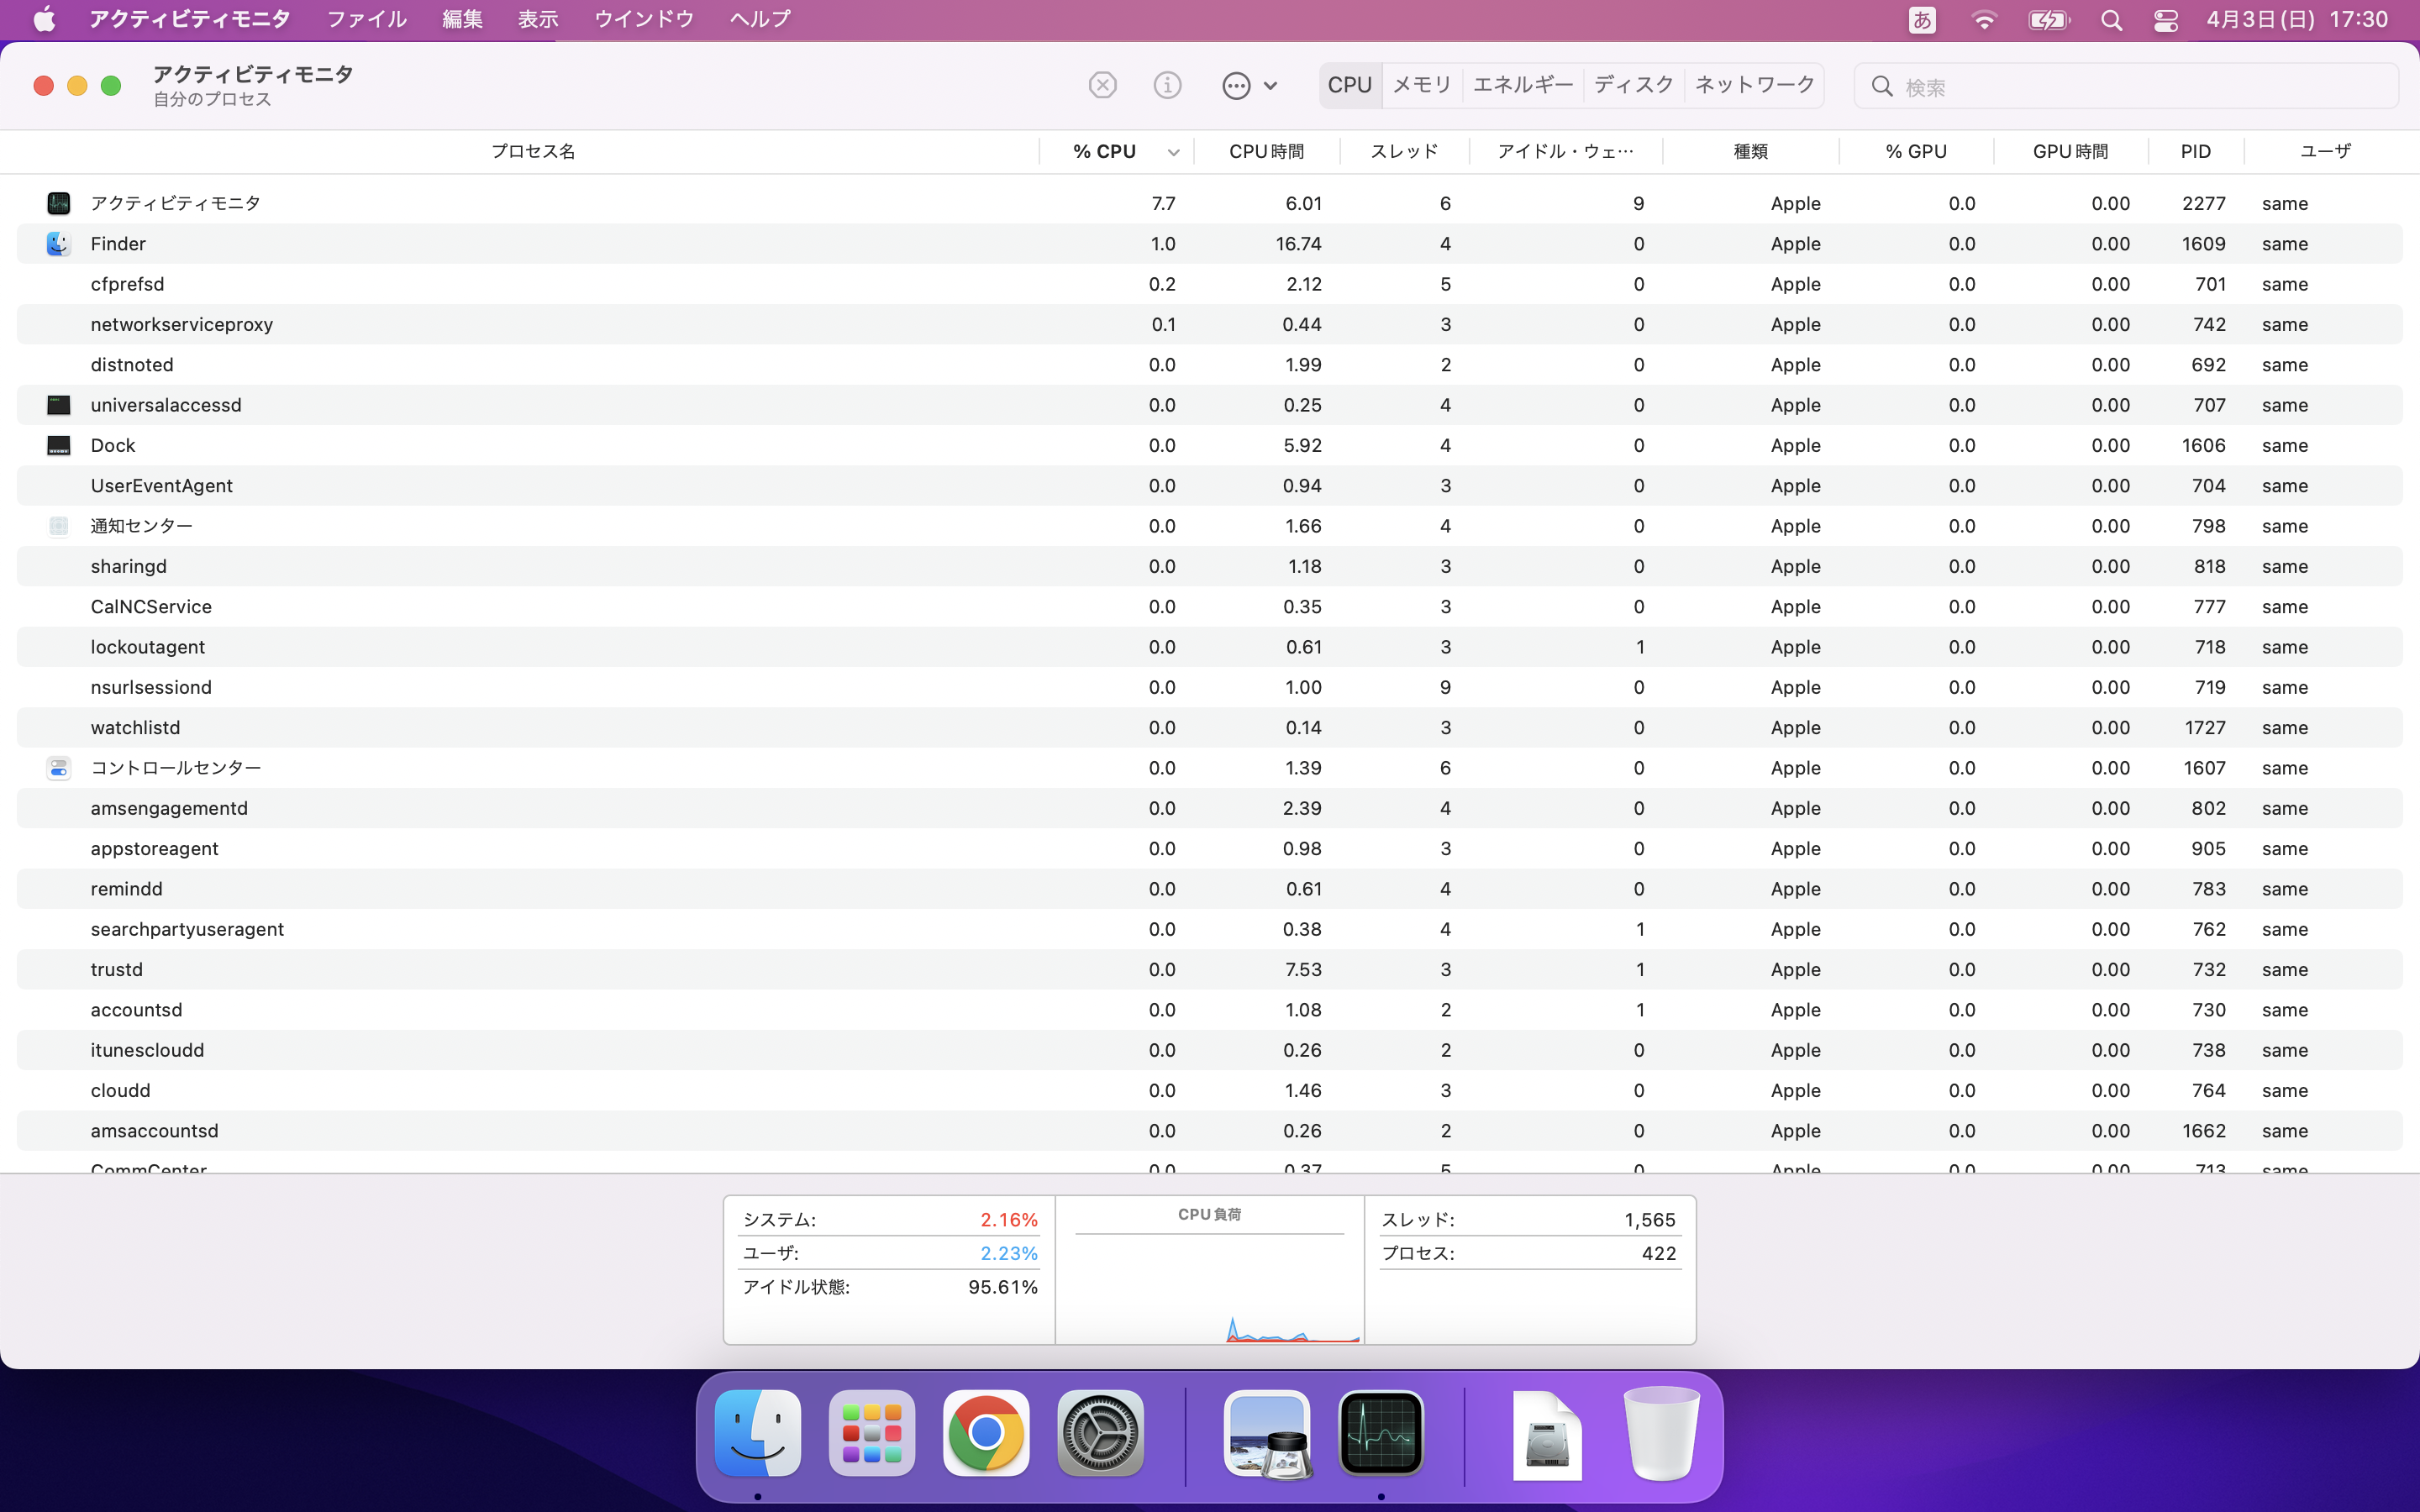 アクティビティモニタ ファイル 編集 表示 ウインドウ ヘルプ あ 4月3日(日) 17:30
アクティビティモニタ
自分のプロセス
CPU メモリ エネルギー ディスク ネットワーク 検索
プロセス名 % CPU CPU時間 スレッド アイドル・ウェ… 種類 % GPU GPU時間 PID ユーザ
アクティビティモニタ 7.7 6.01 6 9 Apple 0.0 0.00 2277 same
Finder 1.0 16.74 4 0 Apple 0.0 0.00 1609 same
cfprefsd 0.2 2.12 5 0 Apple 0.0 0.00 701 same
networkserviceproxy 0.1 0.44 3 0 Apple 0.0 0.00 742 same
distnoted 0.0 1.99 2 0 Apple 0.0 0.00 692 same
universalaccessd 0.0 0.25 4 0 Apple 0.0 0.00 707 same
Dock 0.0 5.92 4 0 Apple 0.0 0.00 1606 same
UserEventAgent 0.0 0.94 3 0 Apple 0.0 0.00 704 same
通知センター 0.0 1.66 4 0 Apple 0.0 0.00 798 same
sharingd 0.0 1.18 3 0 Apple 0.0 0.00 818 same
CalNCService 0.0 0.35 3 0 Apple 0.0 0.00 777 same
lockoutagent 0.0 0.61 3 1 Apple 0.0 0.00 718 same
nsurlsessiond 0.0 1.00 9 0 Apple 0.0 0.00 719 same
watchlistd 0.0 0.14 3 0 Apple 0.0 0.00 1727 same
コントロールセンター 0.0 1.39 6 0 Apple 0.0 0.00 1607 same
amsengagementd 0.0 2.39 4 0 Apple 0.0 0.00 802 same
appstoreagent 0.0 0.98 3 0 Apple 0.0 0.00 905 same
remindd 0.0 0.61 4 0 Apple 0.0 0.00 783 same
searchpartyuseragent 0.0 0.38 4 1 Apple 0.0 0.00 762 same
trustd 0.0 7.53 3 1 Apple 0.0 0.00 732 same
accountsd 0.0 1.08 2 1 Apple 0.0 0.00 730 same
itunescloudd 0.0 0.26 2 0 Apple 0.0 0.00 738 same
cloudd 0.0 1.46 3 0 Apple 0.0 0.00 764 same
amsaccountsd 0.0 0.26 2 0 Apple 0.0 0.00 1662 same
CommCenter 0.0 0.37 5 0 Apple 0.0 0.00 713 same
システム: 2.16% CPU負荷 スレッド: 1,565
ユーザ: 2.23% プロセス: 422
アイドル状態: 95.61%